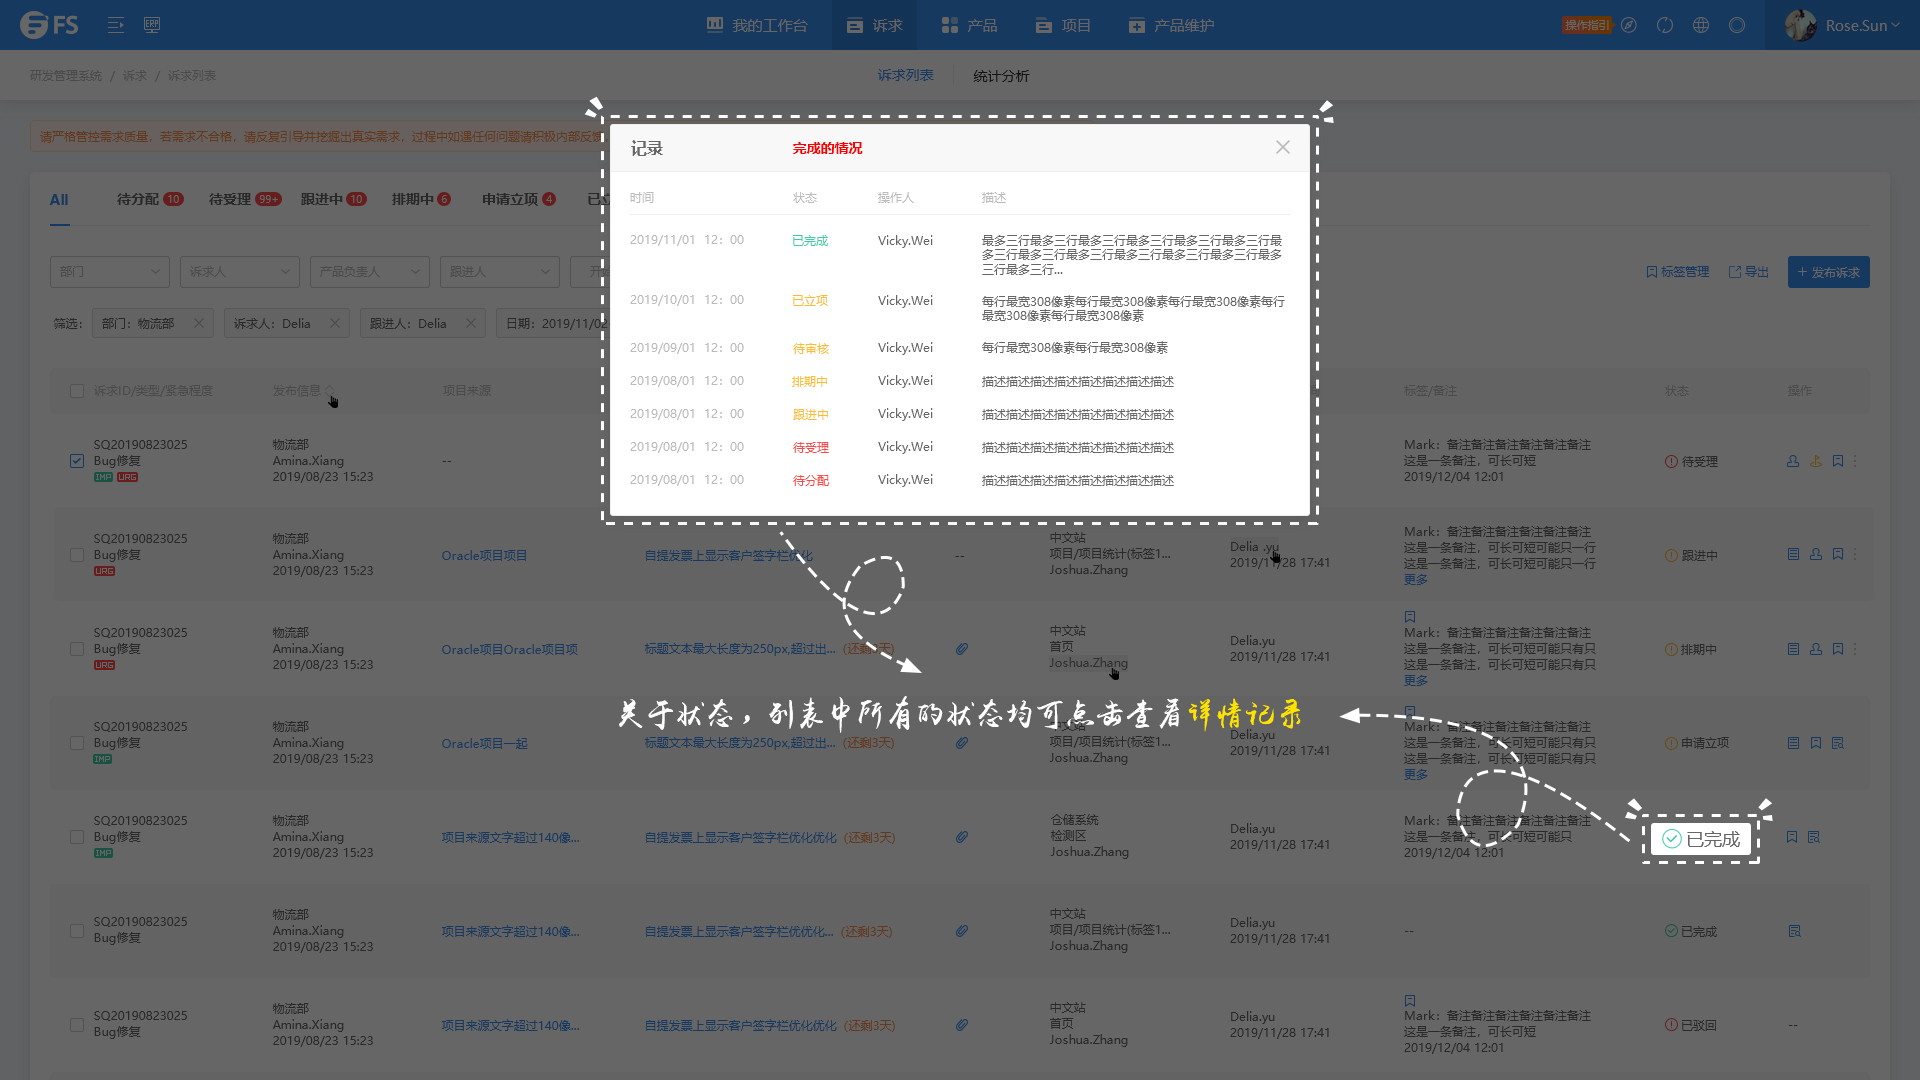 FS
ERP
我的工作台
诉求
产品
项目
产品维护
操作指引
Rose.Sun
研发管理系统 / 诉求 / 诉求列表
诉求列表
统计分析
请严格管控需求质量，若需求不合格，请反复引导并挖掘出真实需求，过程中如遇任何问题请积极内部反馈
All
待分配 10
待受理 99+
跟进中 10
排期中 6
申请立项 4
部门
诉求人
产品负责人
跟进人
标签管理
导出
+ 发布诉求
筛选：
部门：物流部
诉求人：Delia
跟进人：Delia
日期：2019/11/02
记录
完成的情况
时间 状态 操作人 描述
2019/11/01 12：00 已完成 Vicky.Wei 最多三行最多三行最多三行最多三行最多三行最多三行最
多三行最多三行最多三行最多三行最多三行最多三行最多
三行最多三行...
2019/10/01 12：00 已立项 Vicky.Wei 每行最宽308像素每行最宽308像素每行最宽308像素每行
最宽308像素每行最宽308像素
2019/09/01 12：00 待审核 Vicky.Wei 每行最宽308像素每行最宽308像素
2019/08/01 12：00 排期中 Vicky.Wei 描述描述描述描述描述描述描述描述
2019/08/01 12：00 跟进中 Vicky.Wei 描述描述描述描述描述描述描述描述
2019/08/01 12：00 待受理 Vicky.Wei 描述描述描述描述描述描述描述描述
2019/08/01 12：00 待分配 Vicky.Wei 描述描述描述描述描述描述描述描述
诉求ID/类型/紧急程度 发布信息 项目来源 标签/备注 状态 操作
SQ20190823025
Bug修复
IMP URG
物流部
Amina.Xiang
2019/08/23 15:23
--
Mark：备注备注备注备注备注备注
这是一条备注，可长可短
2019/12/04 12:01
待受理
SQ20190823025
Bug修复
URG
物流部
Amina.Xiang
2019/08/23 15:23
Oracle项目项目
自提发票上显示客户签字栏优化
--
中文站
项目/项目统计(标签1...
Joshua.Zhang
Delia .yu
2019/11/28 17:41
Mark：备注备注备注备注备注备注
这是一条备注，可长可短可能只一行
这是一条备注，可长可短可能只一行
更多
跟进中
SQ20190823025
Bug修复
URG
物流部
Amina.Xiang
2019/08/23 15:23
Oracle项目Oracle项目项
标题文本最大长度为250px,超过出... (还剩3天)
中文站
首页
Joshua.Zhang
Delia.yu
2019/11/28 17:41
Mark：备注备注备注备注备注备注
这是一条备注，可长可短可能只有只
这是一条备注，可长可短可能只有只
更多
排期中
关于状态，列表中所有的状态均可点击查看详情记录
SQ20190823025
Bug修复
IMP
物流部
Amina.Xiang
2019/08/23 15:23
Oracle项目一起
标题文本最大长度为250px,超过出... (还剩3天)
中文站
项目/项目统计(标签1...
Joshua.Zhang
Delia.yu
2019/11/28 17:41
Mark：备注备注备注备注备注备注
这是一条备注，可长可短可能只有只
这是一条备注，可长可短可能只有只
更多
申请立项
SQ20190823025
Bug修复
IMP
物流部
Amina.Xiang
2019/08/23 15:23
项目来源文字超过140像...
自提发票上显示客户签字栏优化优化 (还剩3天)
仓储系统
检测区
Joshua.Zhang
Delia.yu
2019/11/28 17:41
Mark：备注备注备注备注备注备注
这是一条备注，可长可短可能只
2019/12/04 12:01
已完成
SQ20190823025
Bug修复
物流部
Amina.Xiang
2019/08/23 15:23
项目来源文字超过140像...
自提发票上显示客户签字栏优优化... (还剩3天)
中文站
项目/项目统计(标签1...
Joshua.Zhang
Delia.yu
2019/11/28 17:41
--
已完成
SQ20190823025
Bug修复
物流部
Amina.Xiang
2019/08/23 15:23
项目来源文字超过140像...
自提发票上显示客户签字栏优化优化 (还剩3天)
中文站
首页
Joshua.Zhang
Delia.yu
2019/11/28 17:41
Mark：备注备注备注备注备注备注
这是一条备注，可长可短
2019/12/04 12:01
已驳回
--